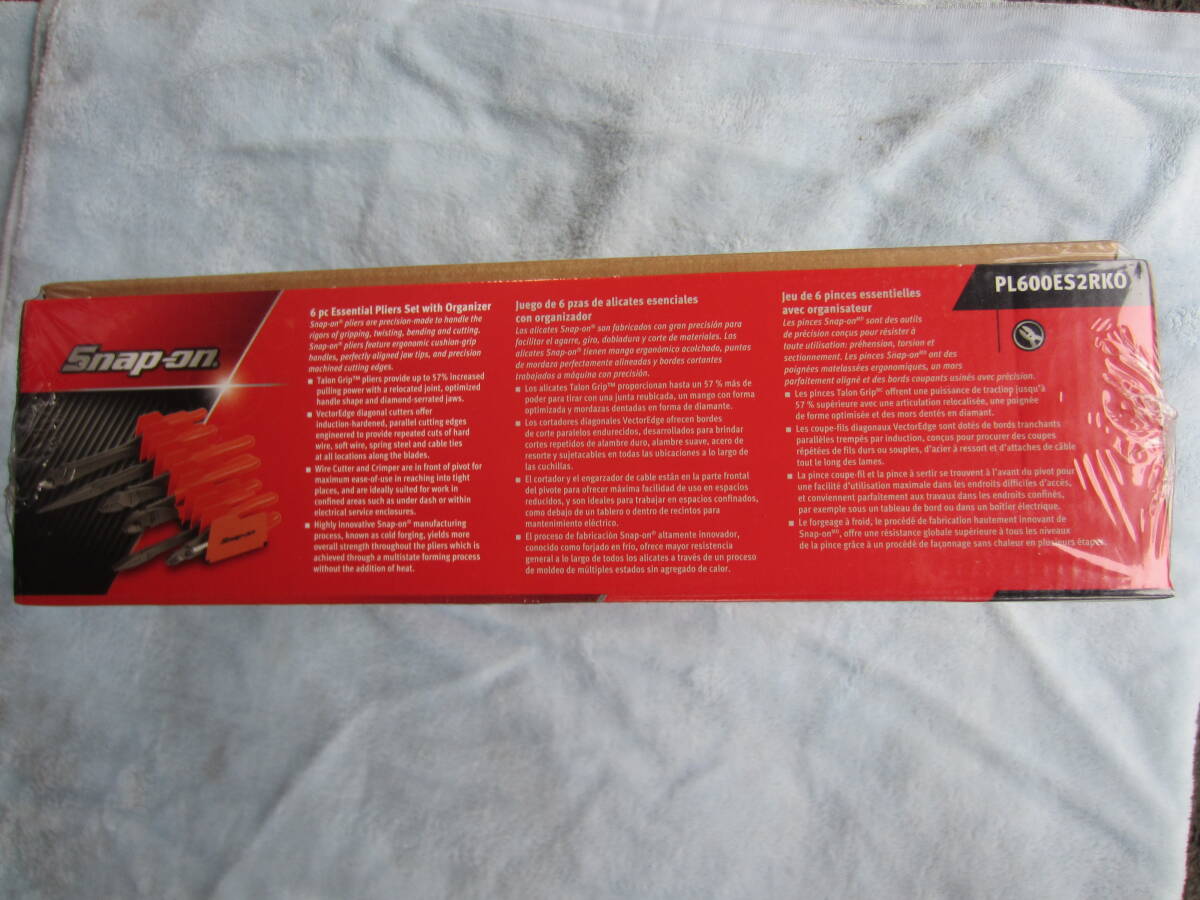 Snap-on
6 pc Essential Pliers Set with Organizer
Snap-on® pliers are precision-made to handle the
rigors of gripping, twisting, bending and cutting.
Snap-on® pliers feature ergonomic cushion-grip
handles, perfectly aligned jaw tips, and precision
machined cutting edges.
■ Talon Grip™ pliers provide up to 57% increased
pulling power with a relocated joint, optimized
handle shape and diamond-serrated jaws.
■ VectorEdge diagonal cutters offer
induction-hardened, parallel cutting edges
engineered to provide repeated cuts of hard
wire, soft wire, spring steel and cable ties
at all locations along the blades.
■ Wire Cutter and Crimper are in front of pivot for
maximum ease-of-use in reaching into tight
places, and are ideally suited for work in
confined areas such as under dash or within
electrical service enclosures.
■ Highly innovative Snap-on® manufacturing
process, known as cold forging, yields more
overall strength throughout the pliers which is
achieved through a multistate forming process
without the addition of heat.
Juego de 6 pzas de alicates esenciales
con organizador
Los alicates Snap-on® son fabricados con gran precisión para
facilitar el agarre, giro, dobladura y corte de materiales. Los
alicates Snap-on® tienen mango ergonómico acolchado, puntas
de mordaza perfectamente alineadas y bordes cortantes
trabajados a máquina con precisión.
■ Los alicates Talon Grip™ proporcionan hasta un 57 % más de
poder para tirar con una junta reubicada, un mango con forma
optimizada y mordazas dentadas en forma de diamante.
■ Los cortadores diagonales VectorEdge ofrecen bordes
de corte paralelos endurecidos, desarrollados para brindar
cortes repetidos de alambre duro, alambre suave, acero de
resorte y sujetacables en todas las ubicaciones a lo largo de
las cuchillas.
■ El cortador y el engarzador de cable están en la parte frontal
del pivote para ofrecer máxima facilidad de uso en espacios
reducidos, y son ideales para trabajar en espacios confinados,
como debajo de un tablero o dentro de recintos para
mantenimiento eléctrico.
■ El proceso de fabricación Snap-on® altamente innovador,
conocido como forjado en frío, ofrece mayor resistencia
general a lo largo de todos los alicates a través de un proceso
de moldeo de múltiples estados sin agregado de calor.
PL600ES2RKO
Jeu de 6 pinces essentielles
avec organisateur
Les pinces Snap-on®ᴰ sont des outils
de précision conçus pour résister à
toute utilisation: préhension, torsion et
sectionnement. Les pinces Snap-on®ᴰ ont des
poignées matelassées ergonomiques, un mors
parfaitement aligné et des bords coupants usinés avec précision.
■ Les pinces Talon Grip offrent une puissance de traction jusqu'à
57 % supérieure avec une articulation relocalisée, une poignée
de forme optimisée et des mors dentés en diamant.
■ Les coupe-fils diagonaux VectorEdge sont dotés de bords tranchants
parallèles trempés par induction, conçus pour procurer des coupes
répétées de fils durs ou souples, d'acier à ressort et d'attaches de câble
tout le long des lames.
■ La pince coupe-fil et la pince à sertir se trouvent à l'avant du pivot pour
une facilité d'utilisation maximale dans les endroits difficiles d'accès,
et conviennent parfaitement aux travaux dans les endroits confinés,
par exemple sous un tableau de bord ou dans un boîtier électrique.
■ Le forgeage à froid, le procédé de fabrication hautement innovant de
Snap-on®ᴰ, offre une résistance globale supérieure à tous les niveaux
de la pince grâce à un procédé de façonnage sans chaleur en plusieurs étapes.